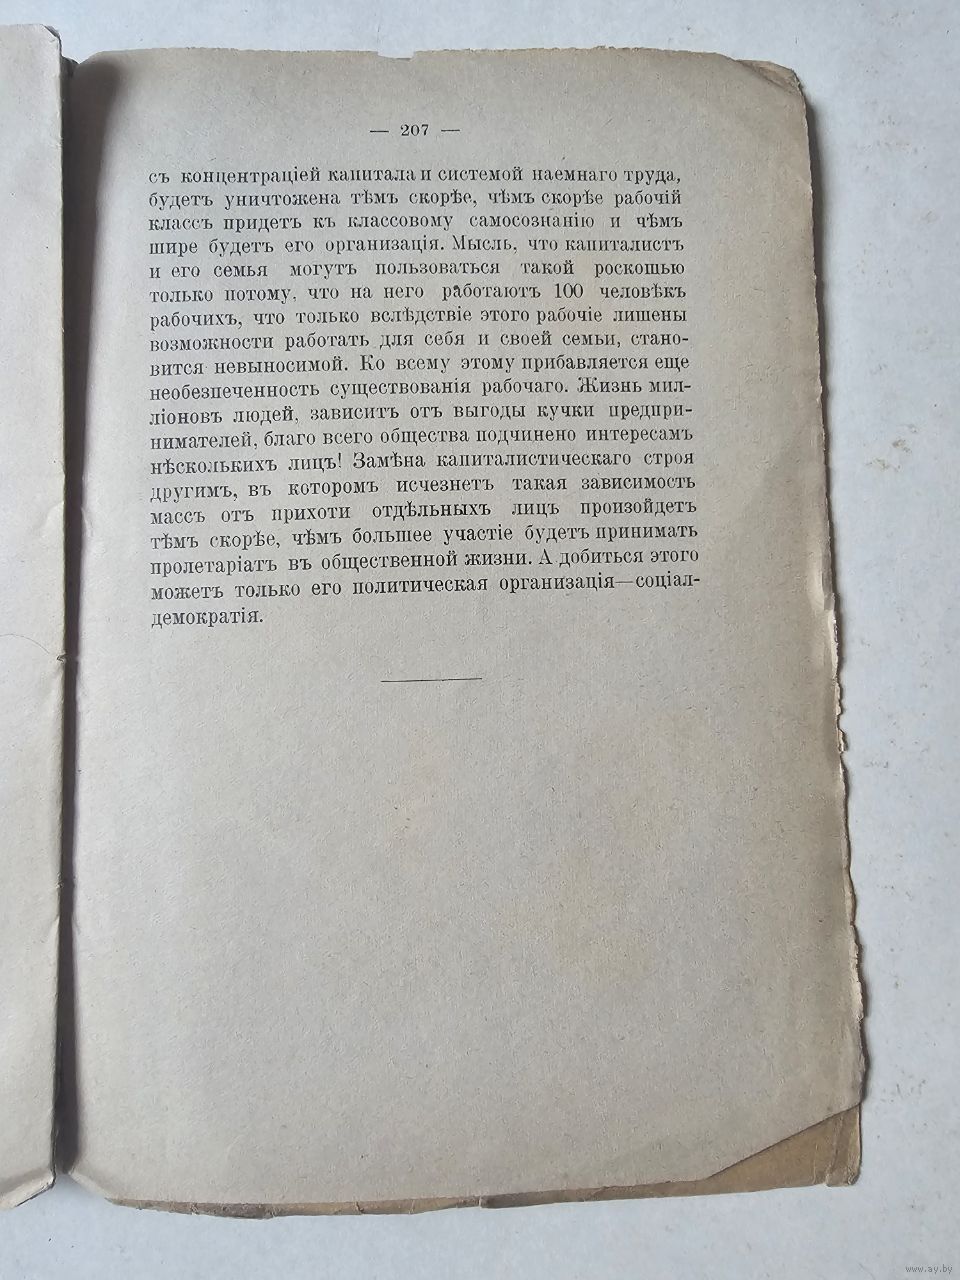 — 207 —
съ концентраціей капитала и системой наемнаго труда,
будетъ уничтожена тѣмъ скорѣе, чѣмъ скорѣе рабочій
классъ придетъ къ классовому самосознанію и чѣмъ
шире будетъ его организація. Мысль, что капиталистъ
и его семья могутъ пользоваться такой роскошью
только потому, что на него работаютъ 100 человѣкъ
рабочихъ, что только вслѣдствіе этого рабочіе лишены
возможности работать для себя и своей семьи, стано-
вится невыносимой. Ко всему этому прибавляется еще
необезпеченность существованія рабочаго. Жизнь мил-
ліоновъ людей, зависитъ отъ выгоды кучки предпри-
нимателей, благо всего общества подчинено интересамъ
нѣсколькихъ лицъ! Замѣна капиталистическаго строя
другимъ, въ которомъ исчезнетъ такая зависимость
массъ отъ прихоти отдѣльныхъ лицъ произойдетъ
тѣмъ скорѣе, чѣмъ большее участіе будетъ принимать
пролетаріатъ въ общественной жизни. А добиться этого
можетъ только его политическая организація—соціал-
демократія.
www.ay.by